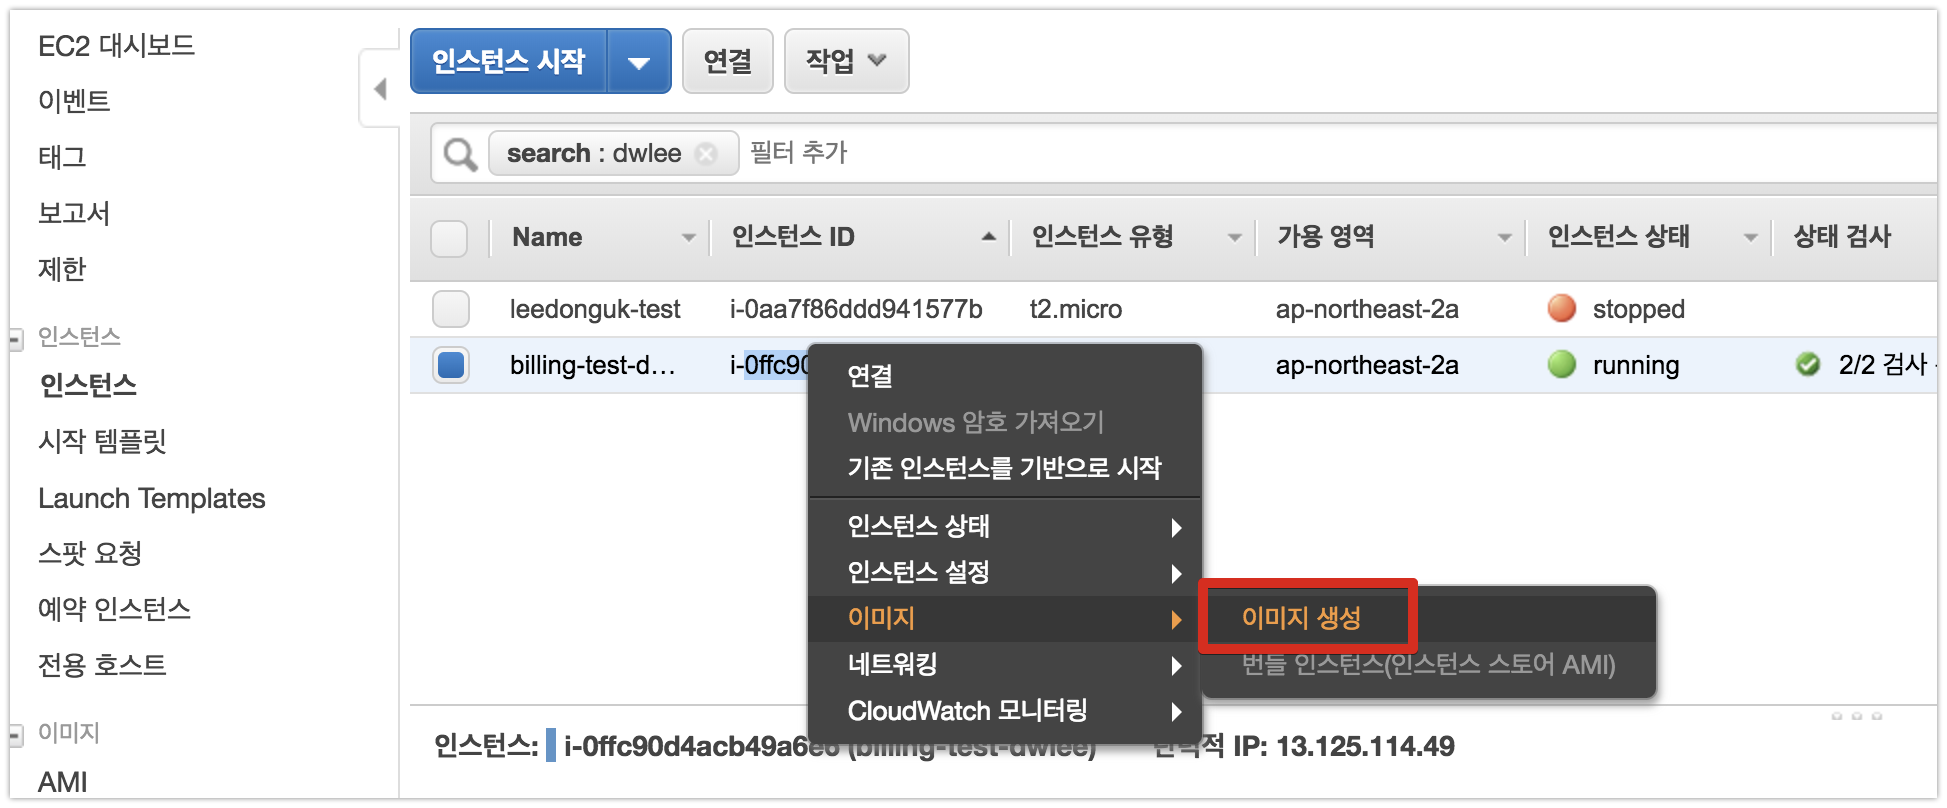 EC2 대시보드
이벤트
태그
보고서
제한
인스턴스
인스턴스
시작 템플릿
Launch Templates
스팟 요청
예약 인스턴스
전용 호스트
이미지
AMI
인스턴스 시작
연결
작업
search : dwlee
필터 추가
Name
인스턴스 ID
인스턴스 유형
가용 영역
인스턴스 상태
상태 검사
leedonguk-test
i-0aa7f86ddd941577b
t2.micro
ap-northeast-2a
stopped
billing-test-d...
i-0ffc90
ap-northeast-2a
running
2/2 검사
연결
Windows 암호 가져오기
기존 인스턴스를 기반으로 시작
인스턴스 상태
인스턴스 설정
이미지
네트워킹
CloudWatch 모니터링
이미지 생성
번들 인스턴스(인스턴스 스토어 AMI)
인스턴스: i-0ffc90d4acb49a6e6 (billing-test-dwlee)
탄력적 IP: 13.125.114.49